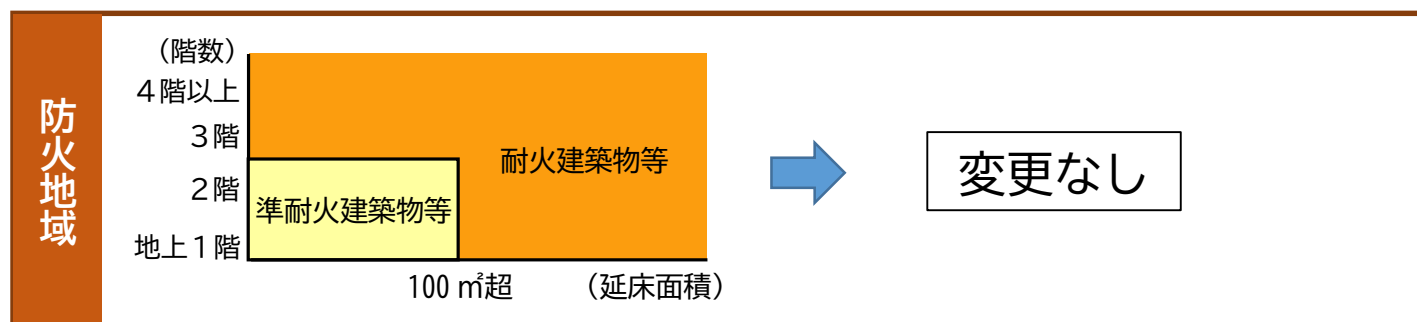 防火地域
（階数）
４階以上
３階
２階
地上１階
耐火建築物等
準耐火建築物等
100 ㎡超
（延床面積）
変更なし